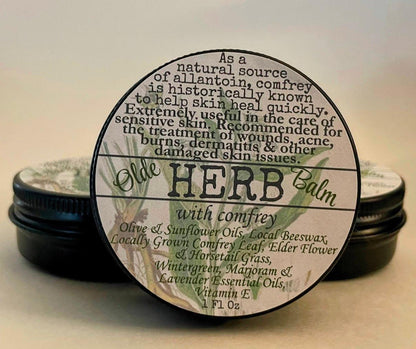 As a
natural source
of allantoin, comfrey
is historically known
to help skin heal quickly.
Extremely useful in the care of
sensitive skin. Recommended for
the treatment of wounds, acne,
burns, dermatitis & other
damaged skin issues.
Olde HERB Balm
with comfrey
Olive & Sunflower Oils, Local Beeswax,
Locally Grown Comfrey Leaf, Elder Flower
& Horsetail Grass,
Wintergreen, Marjoram &
Lavender Essential Oils,
Vitamin E
1 Fl Oz